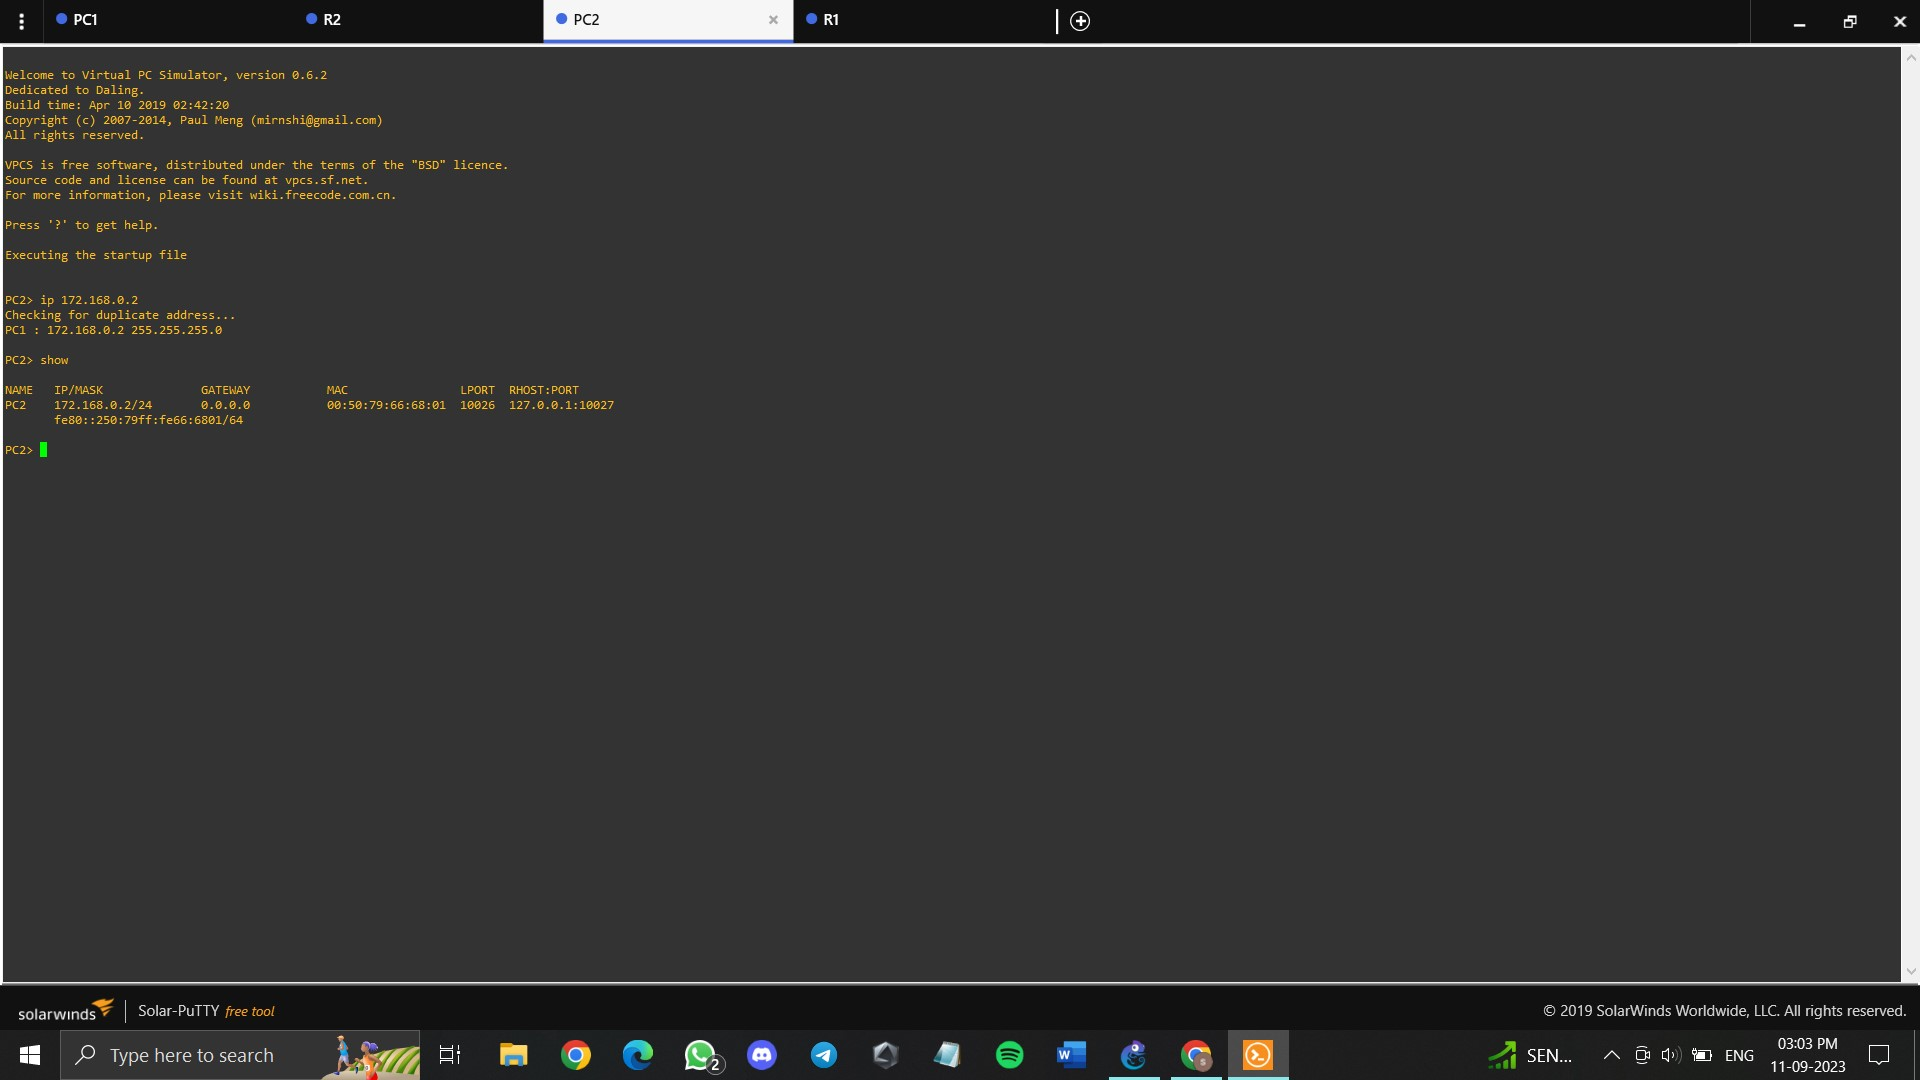 PC1
R2
PC2
R1
Welcome to Virtual PC Simulator, version 0.6.2
Dedicated to Daling.
Build time: Apr 10 2019 02:42:20
Copyright (c) 2007-2014, Paul Meng (mirnshi@gmail.com)
All rights reserved.
VPCS is free software, distributed under the terms of the "BSD" licence.
Source code and license can be found at vpcs.sf.net.
For more information, please visit wiki.freecode.com.cn.
Press '?' to get help.
Executing the startup file
PC2> ip 172.168.0.2
Checking for duplicate address...
PC1 : 172.168.0.2 255.255.255.0
PC2> show
NAME   IP/MASK              GATEWAY           MAC                LPORT  RHOST:PORT
PC2    172.168.0.2/24       0.0.0.0           00:50:79:66:68:01  10026  127.0.0.1:10027
       fe80::250:79ff:fe66:6801/64
PC2>
solarwinds
Solar-PuTTY free tool
© 2019 SolarWinds Worldwide, LLC. All rights reserved.
Type here to search
2
W
S
SEN...
ENG
03:03 PM
11-09-2023